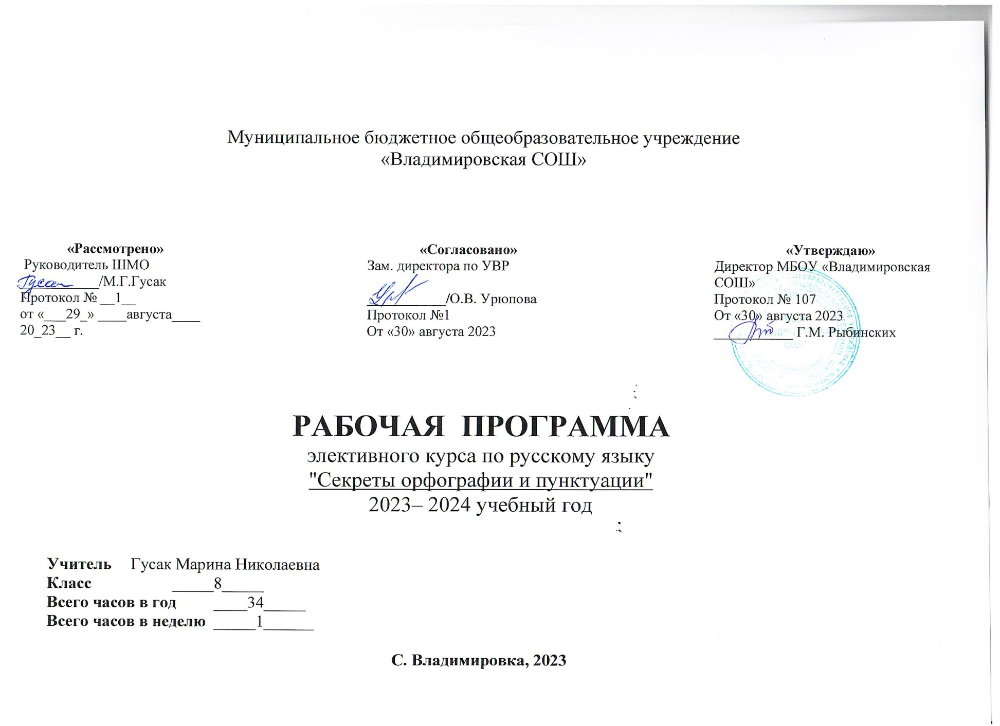 Муниципальное бюджетное общеобразовательное учреждение
«Владимировская СОШ»
«Рассмотрено»
Руководитель ШМО
___________/М.Г.Гусак
Протокол № __1__
от «___29_» ____августа____
20_23__ г.
«Согласовано»
Зам. директора по УВР
___________/О.В. Урюпова
Протокол №1
От «30» августа 2023
«Утверждаю»
Директор МБОУ «Владимировская
СОШ»
Протокол № 107
От «30» августа 2023
___________ Г.М. Рыбинских
РАБОЧАЯ ПРОГРАММА
элективного курса по русскому языку
"Секреты орфографии и пунктуации"
2023– 2024 учебный год
Учитель Гусак Марина Николаевна
Класс _____8_____
Всего часов в год ____34_____
Всего часов в неделю _____1______
С. Владимировка, 2023